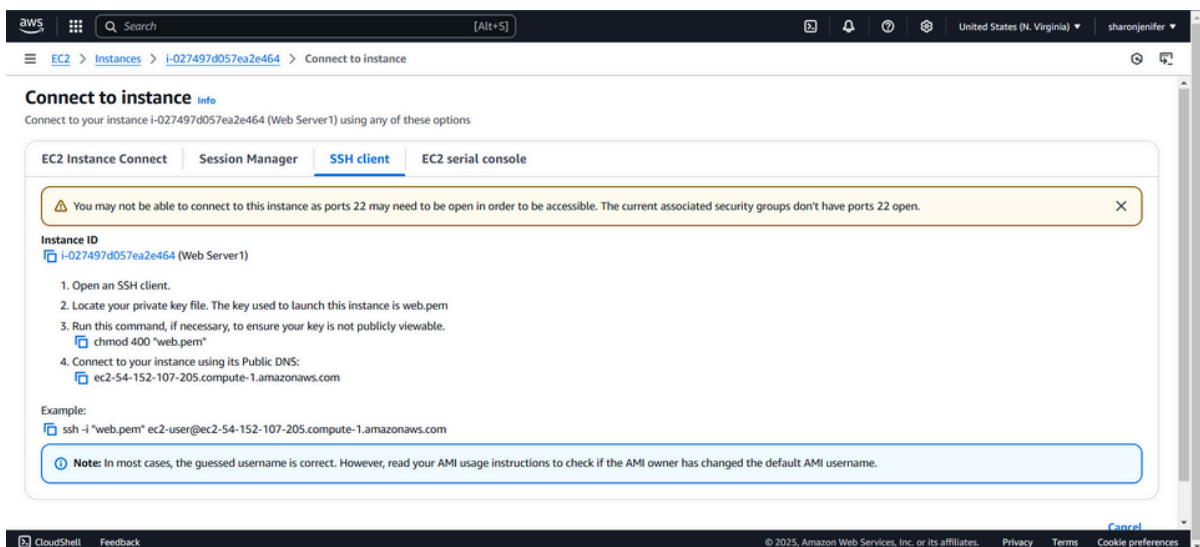 aws Search [Alt+S] United States (N. Virginia) ▼ sharonjenifer ▼
EC2 > Instances > i-027497d057ea2e464 > Connect to instance
Connect to instance Info
Connect to your instance i-027497d057ea2e464 (Web Server1) using any of these options
EC2 Instance Connect Session Manager SSH client EC2 serial console
You may not be able to connect to this instance as ports 22 may need to be open in order to be accessible. The current associated security groups don't have ports 22 open.
Instance ID
i-027497d057ea2e464 (Web Server1)
1. Open an SSH client.
2. Locate your private key file. The key used to launch this instance is web.pem
3. Run this command, if necessary, to ensure your key is not publicly viewable.
chmod 400 "web.pem"
4. Connect to your instance using its Public DNS:
ec2-54-152-107-205.compute-1.amazonaws.com
Example:
ssh -i "web.pem" ec2-user@ec2-54-152-107-205.compute-1.amazonaws.com
Note: In most cases, the guessed username is correct. However, read your AMI usage instructions to check if the AMI owner has changed the default AMI username.
Cancel
CloudShell Feedback © 2025, Amazon Web Services, Inc. or its affiliates. Privacy Terms Cookie preferences